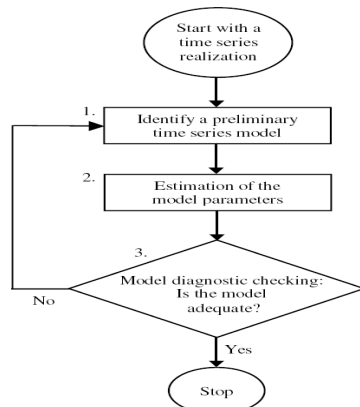 Start with a
time series
realization
1.
Identify a preliminary
time series model
2.
Estimation of the
model parameters
3.
Model diagnostic checking:
Is the model
adequate?
No
Yes
Stop